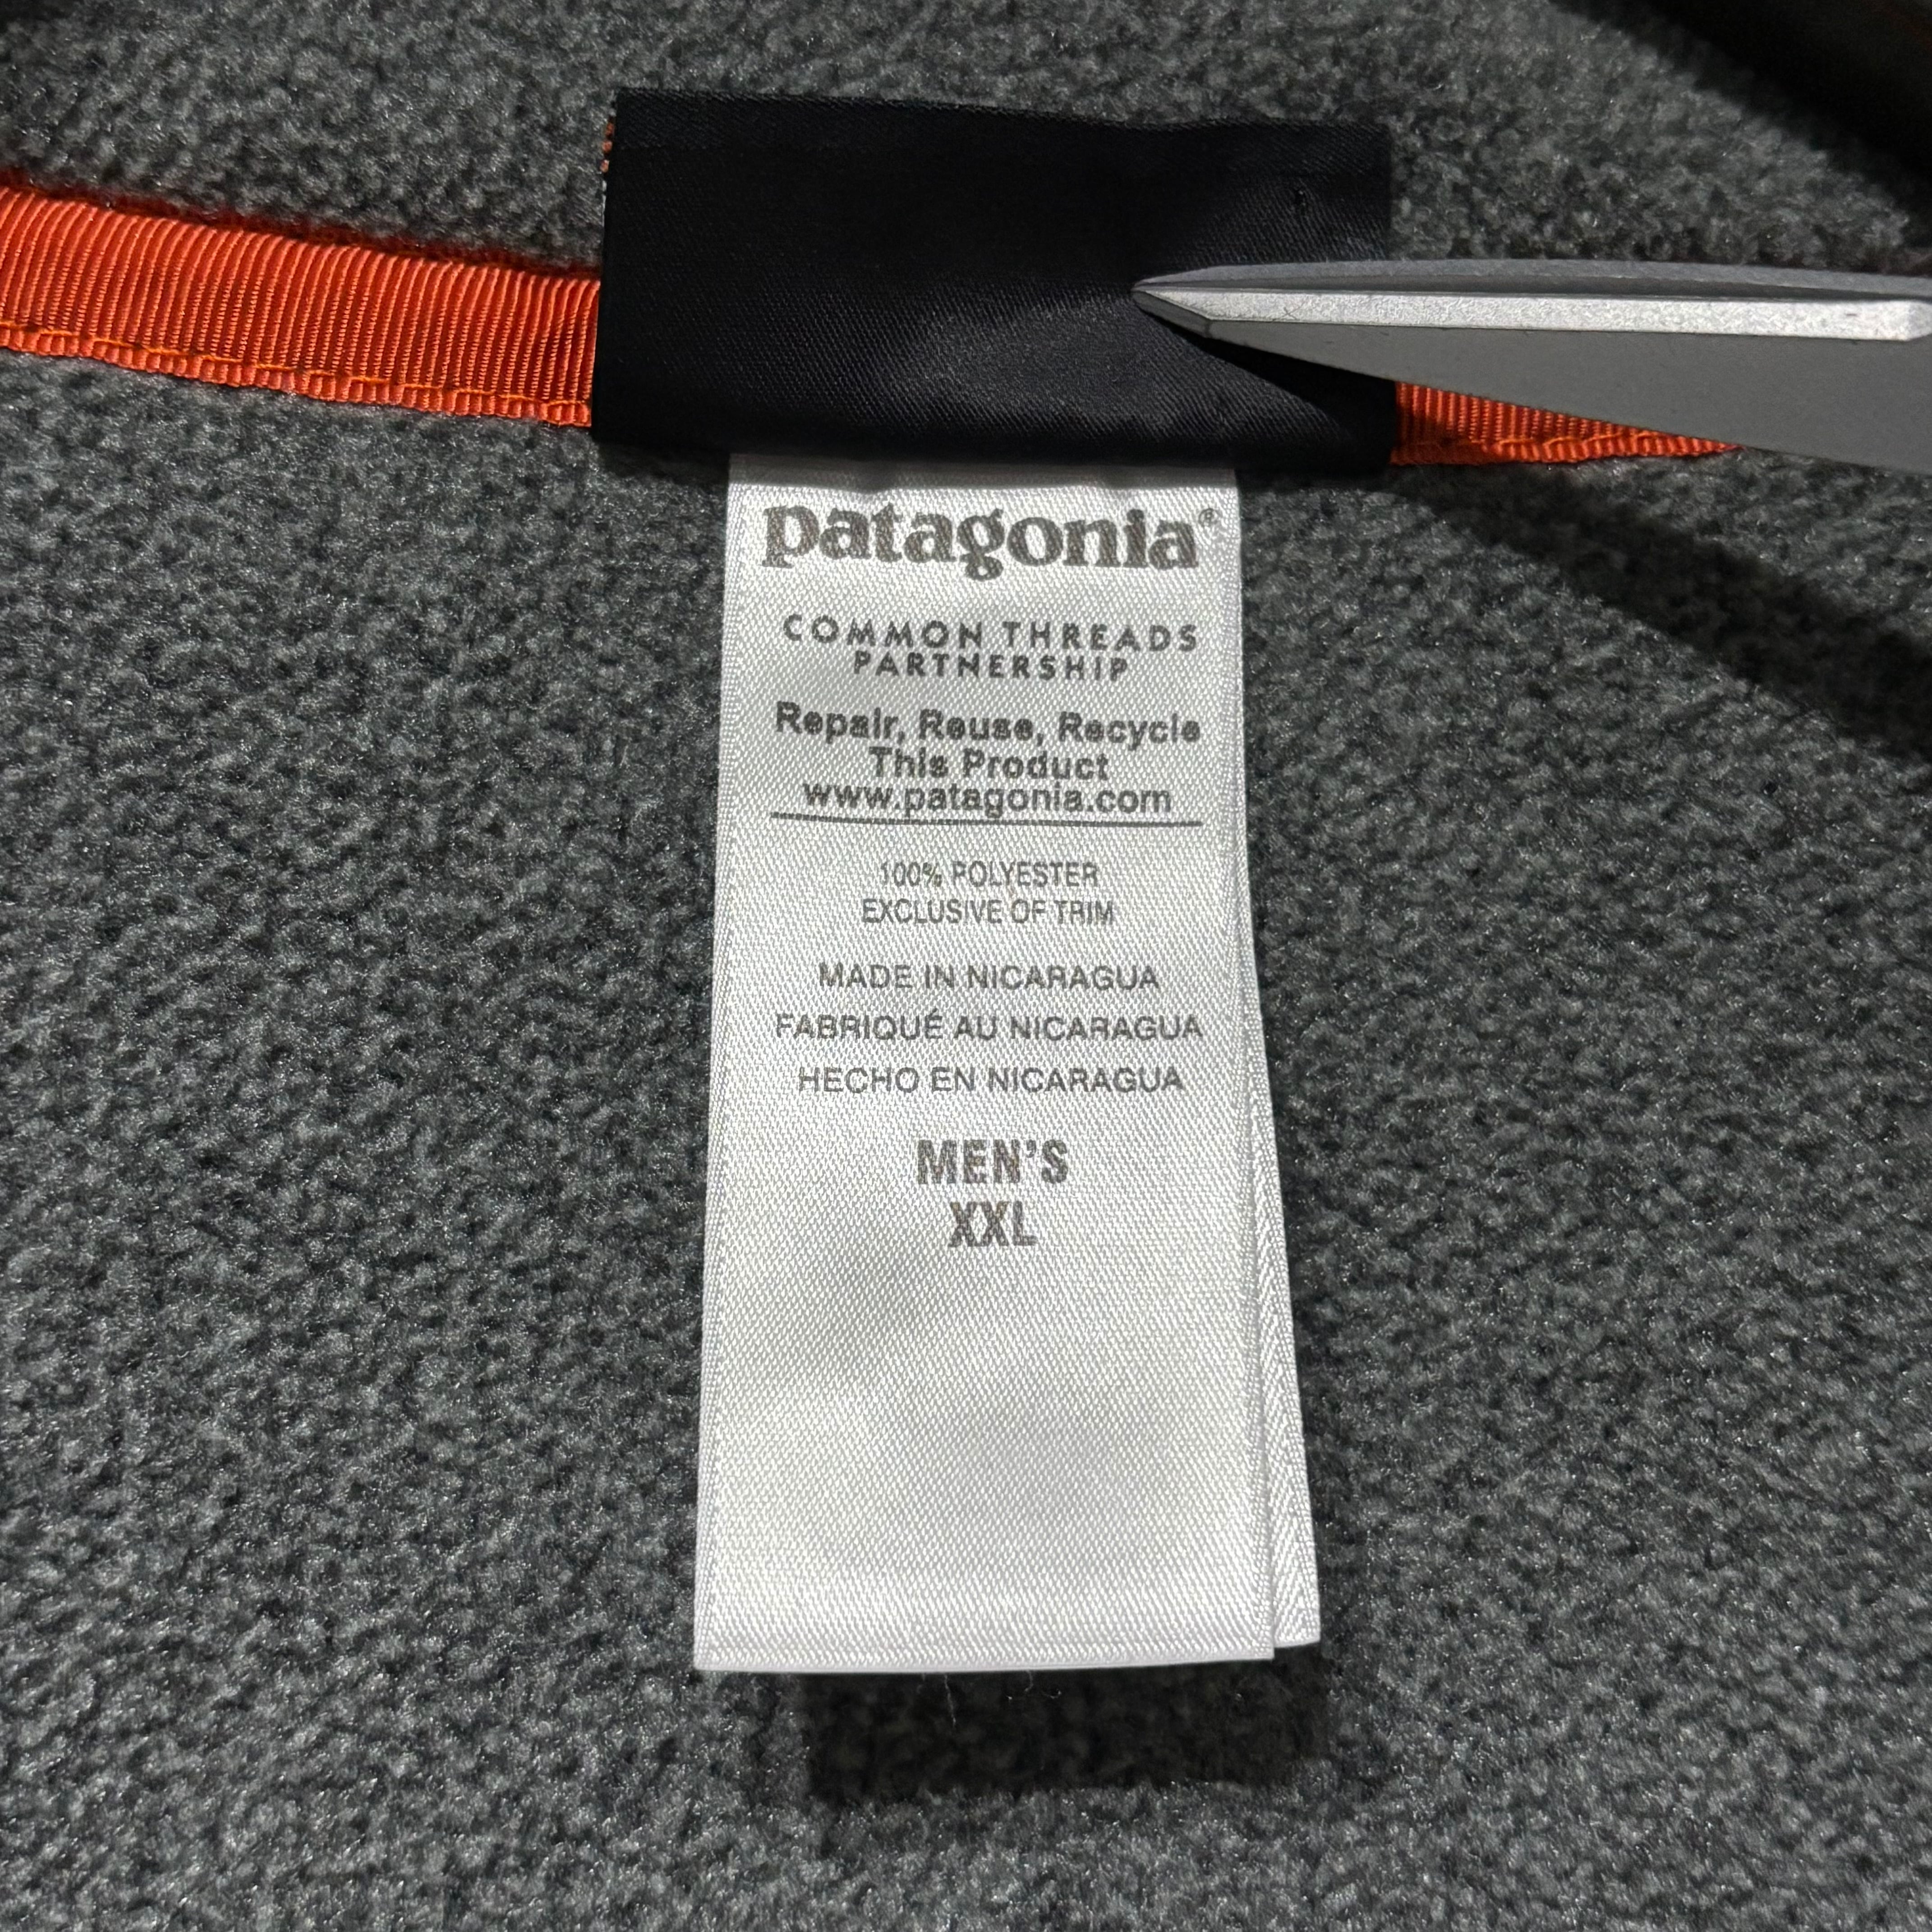 patagonia®
COMMON THREADS
PARTNERSHIP
Repair, Reuse, Recycle
This Product
www.patagonia.com
100% POLYESTER
EXCLUSIVE OF TRIM
MADE IN NICARAGUA
FABRIQUÉ AU NICARAGUA
HECHO EN NICARAGUA
MEN'S
XXL